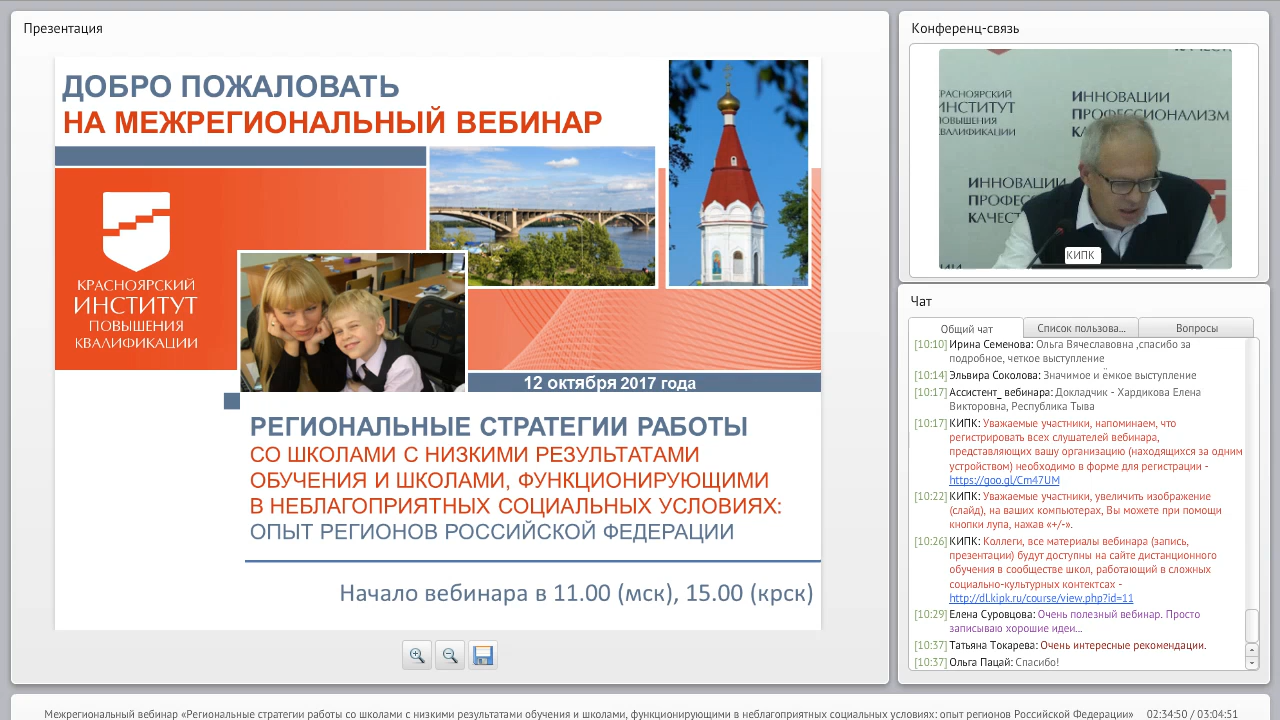 Презентация
ДОБРО ПОЖАЛОВАТЬ
НА МЕЖРЕГИОНАЛЬНЫЙ ВЕБИНАР
КРАСНОЯРСКИЙ
ИНСТИТУТ
ПОВЫШЕНИЯ
КВАЛИФИКАЦИИ
12 октября 2017 года
РЕГИОНАЛЬНЫЕ СТРАТЕГИИ РАБОТЫ
СО ШКОЛАМИ С НИЗКИМИ РЕЗУЛЬТАТАМИ
ОБУЧЕНИЯ И ШКОЛАМИ, ФУНКЦИОНИРУЮЩИМИ
В НЕБЛАГОПРИЯТНЫХ СОЦИАЛЬНЫХ УСЛОВИЯХ:
ОПЫТ РЕГИОНОВ РОССИЙСКОЙ ФЕДЕРАЦИИ
Начало вебинара в 11.00 (мск), 15.00 (крск)
Конференц-связь
КРАСНОЯРСКИЙ
ИНСТИТУТ
ПОВЫШЕНИЯ
КВАЛИФИКАЦИИ
ИННОВАЦИИ
ПРОФЕССИОНАЛИЗМ
ИННОВАЦИИ
КИПК
Чат
Общий чат
Список пользова...
Вопросы
[10:10] Ирина Семенова: Ольга Вячеславовна ,спасибо за
подробное, четкое выступление
[10:14] Эльвира Соколова: Значимое и ёмкое выступление
[10:17] Ассистент_ вебинара: Докладчик - Хардикова Елена
Викторовна, Республика Тыва
[10:17] КИПК: Уважаемые участники, напоминаем, что
регистрировать всех слушателей вебинара,
представляющих вашу организацию (находящихся за одним
устройством) необходимо в форме для регистрации -
https://goo.gl/Cm47UM
[10:22] КИПК: Уважаемые участники, увеличить изображение
(слайд), на ваших компьютерах, Вы можете при помощи
кнопки лупа, нажав «+/-».
[10:26] КИПК: Коллеги, все материалы вебинара (запись,
презентации) будут доступны на сайте дистанционного
обучения в сообществе школ, работающий в сложных
социально-культурных контектсах -
http://dl.kipk.ru/course/view.php?id=11
[10:29] Елена Суровцова: Очень полезный вебинар. Просто
записываю хорошие идеи...
[10:37] Татьяна Токарева: Очень интересные рекомендации.
[10:37] Ольга Пацай: Спасибо!
Межрегиональный вебинар «Региональные стратегии работы со школами с низкими результатами обучения и школами, функционирующими в неблагоприятных социальных условиях: опыт регионов Российской Федерации» 02:34:50 / 03:04:51